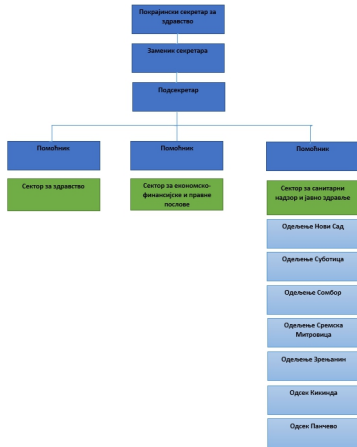 Покрајински секретар за
здравство
Заменик секретара
Подсекретар
Помоћник
Помоћник
Помоћник
Сектор за здравство
Сектор за економско-
финансијске и правне
послове
Сектор за санитарни
надзор и јавно здравље
Одељење Нови Сад
Одељење Суботица
Одељење Сомбор
Одељење Сремска
Митровица
Одељење Зрењанин
Одсек Кикинда
Одсек Панчево